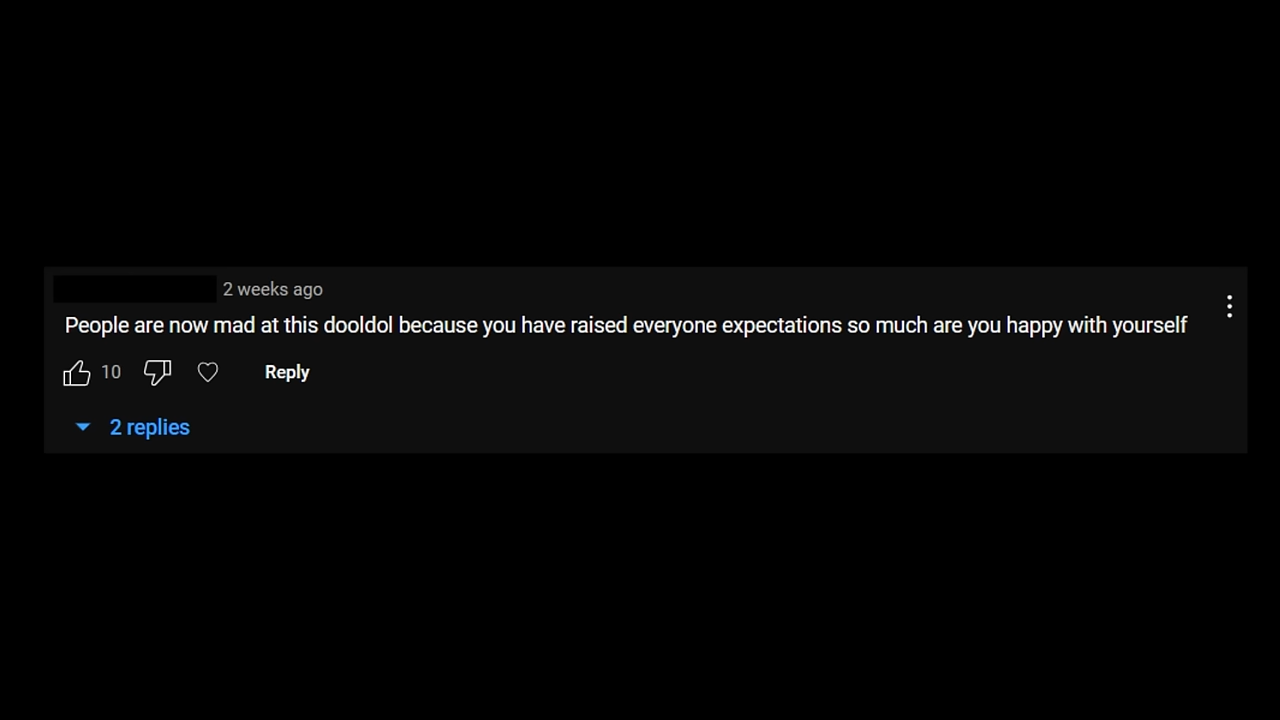 2 weeks ago
People are now mad at this dooldol because you have raised everyone expectations so much are you happy with yourself
10 Reply
2 replies